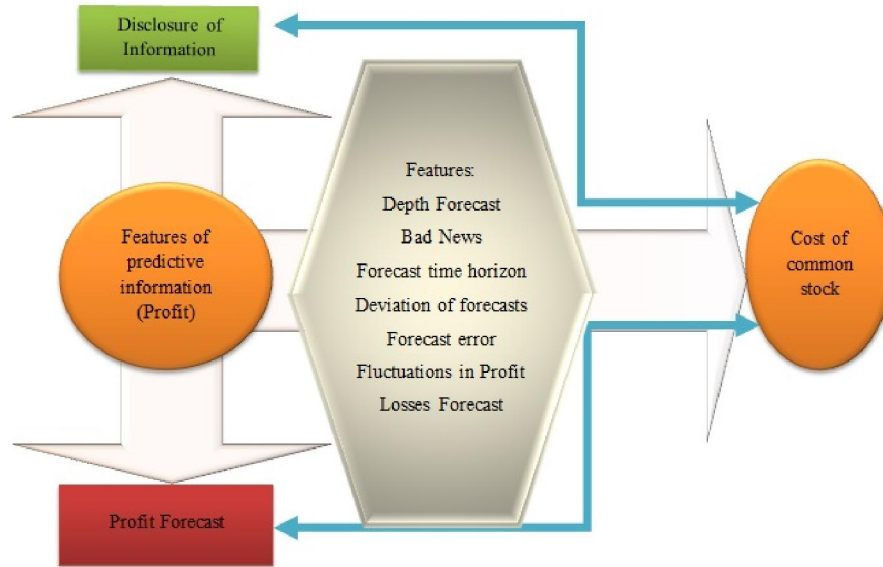 Disclosure of
Information
Features of
predictive
information
(Profit)
Features:
Depth Forecast
Bad News
Forecast time horizon
Deviation of forecasts
Forecast error
Fluctuations in Profit
Losses Forecast
Cost of
common
stock
Profit Forecast